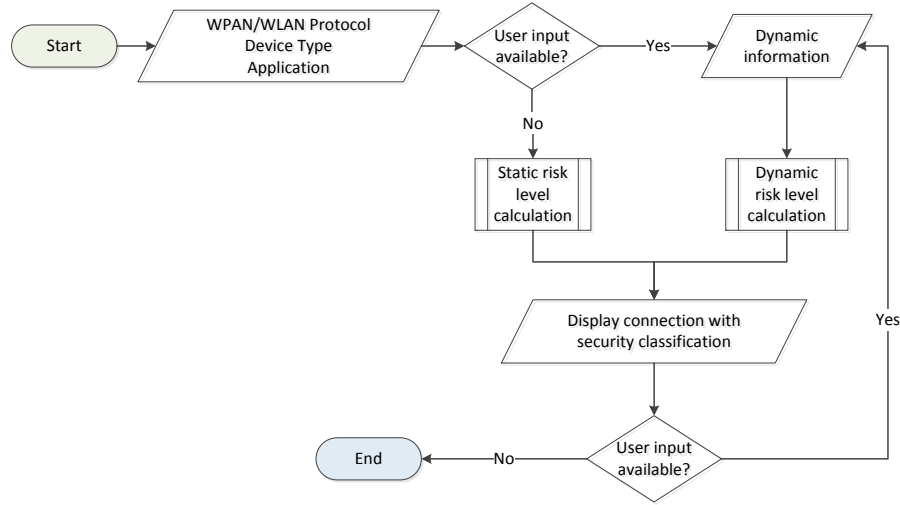 Start
WPAN/WLAN Protocol
Device Type
Application
User input
available?
Yes
Dynamic
information
No
Static risk
level
calculation
Dynamic
risk level
calculation
Display connection with
security classification
Yes
User input
available?
No
End